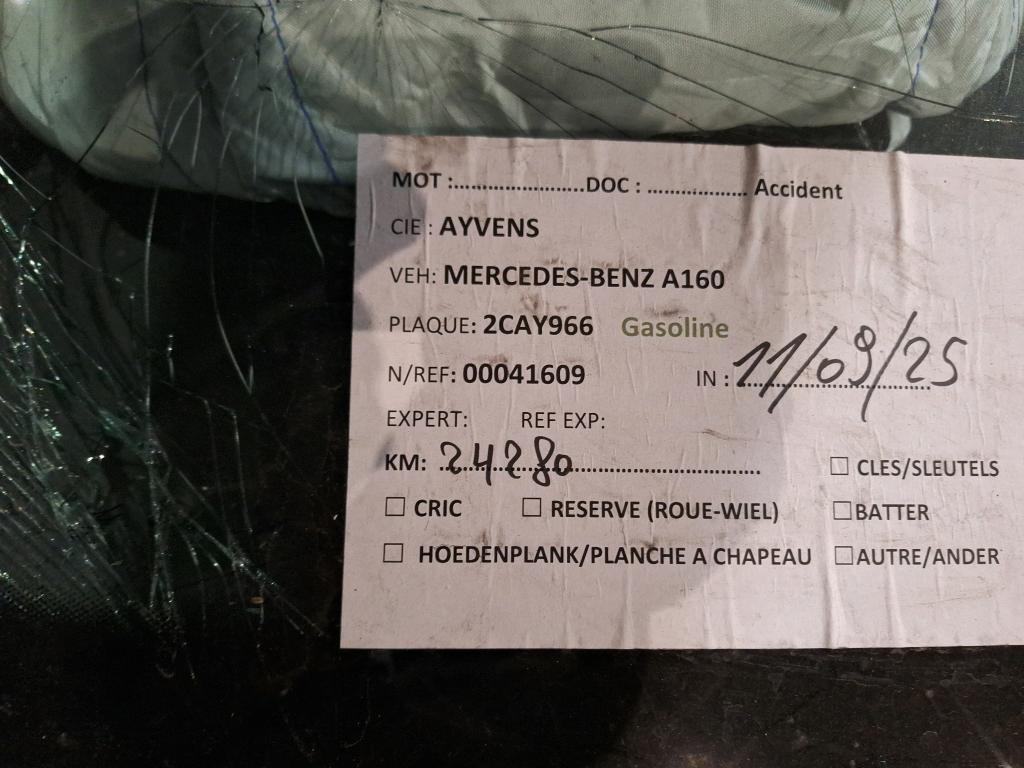 MOT :......................DOC : ................. Accident
CIE : AYVENS
VEH: MERCEDES-BENZ A160
PLAQUE: 2CAY966 Gasoline
N/REF: 00041609 IN : 11/09/25
EXPERT: REF EXP:
KM: 24280 ☐ CLES/SLEUTELS
☐ CRIC ☐ RESERVE (ROUE-WIEL) ☐BATTER
☐ HOEDENPLANK/PLANCHE A CHAPEAU ☐AUTRE/ANDER